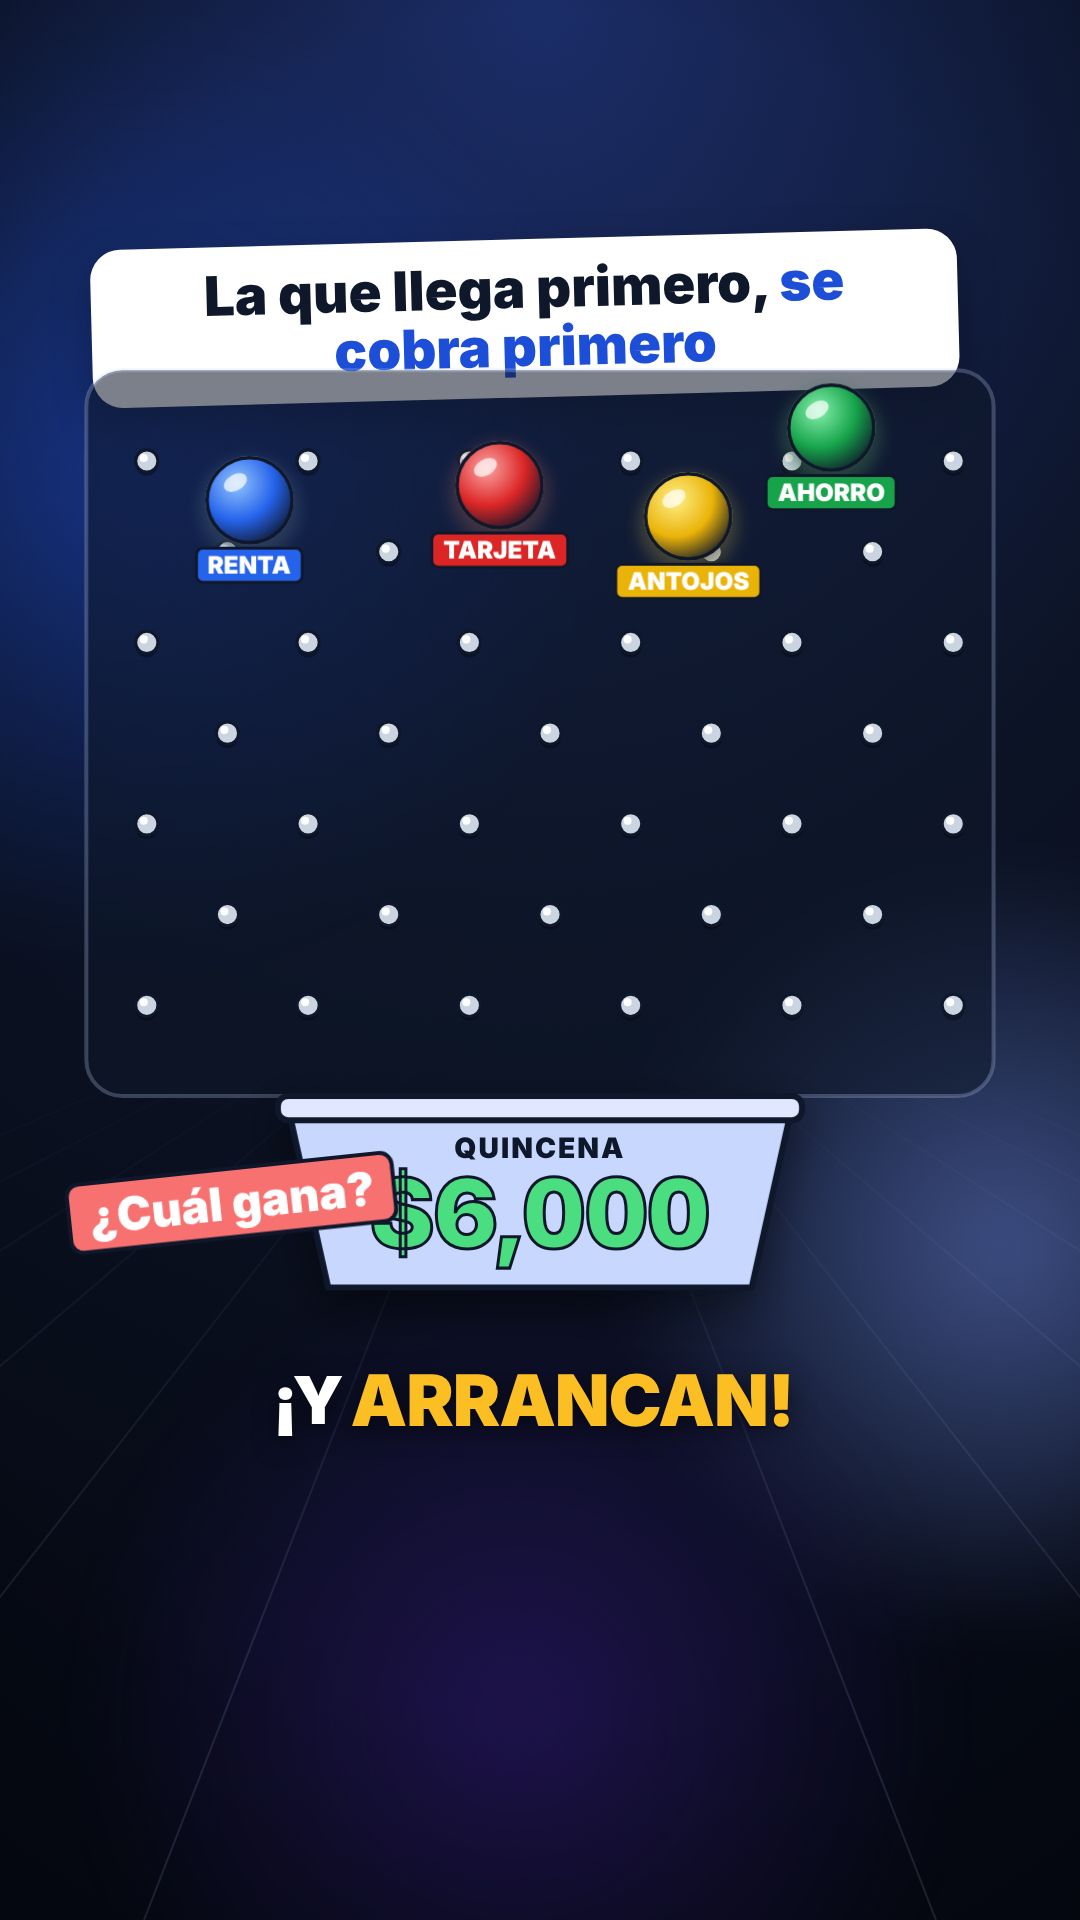 La que llega primero, se
cobra primero
RENTA
TARJETA
ANTOJOS
AHORRO
QUINCENA
$6,000
¿Cuál gana?
¡Y ARRANCAN!